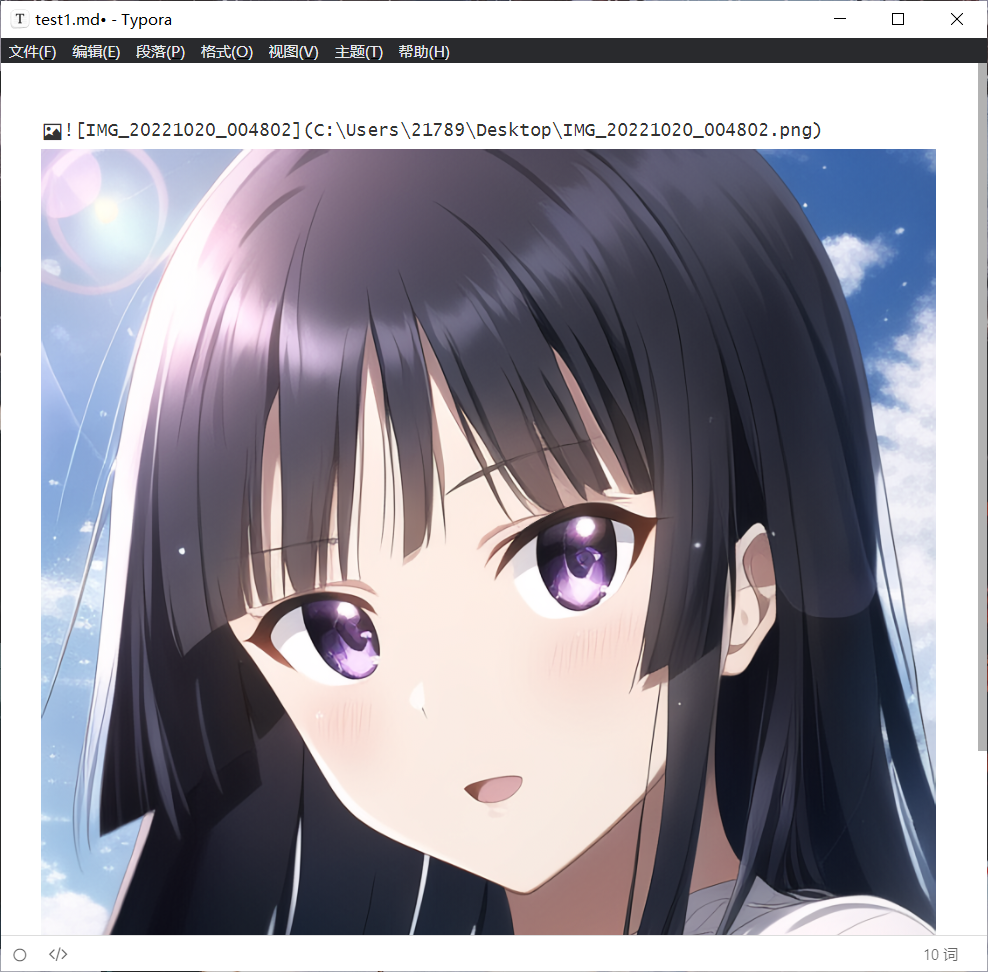 T test1.md• - Typora
文件(F) 编辑(E) 段落(P) 格式(O) 视图(V) 主题(T) 帮助(H)
![IMG_20221020_004802](C:\Users\21789\Desktop\IMG_20221020_004802.png)
</> 10 词